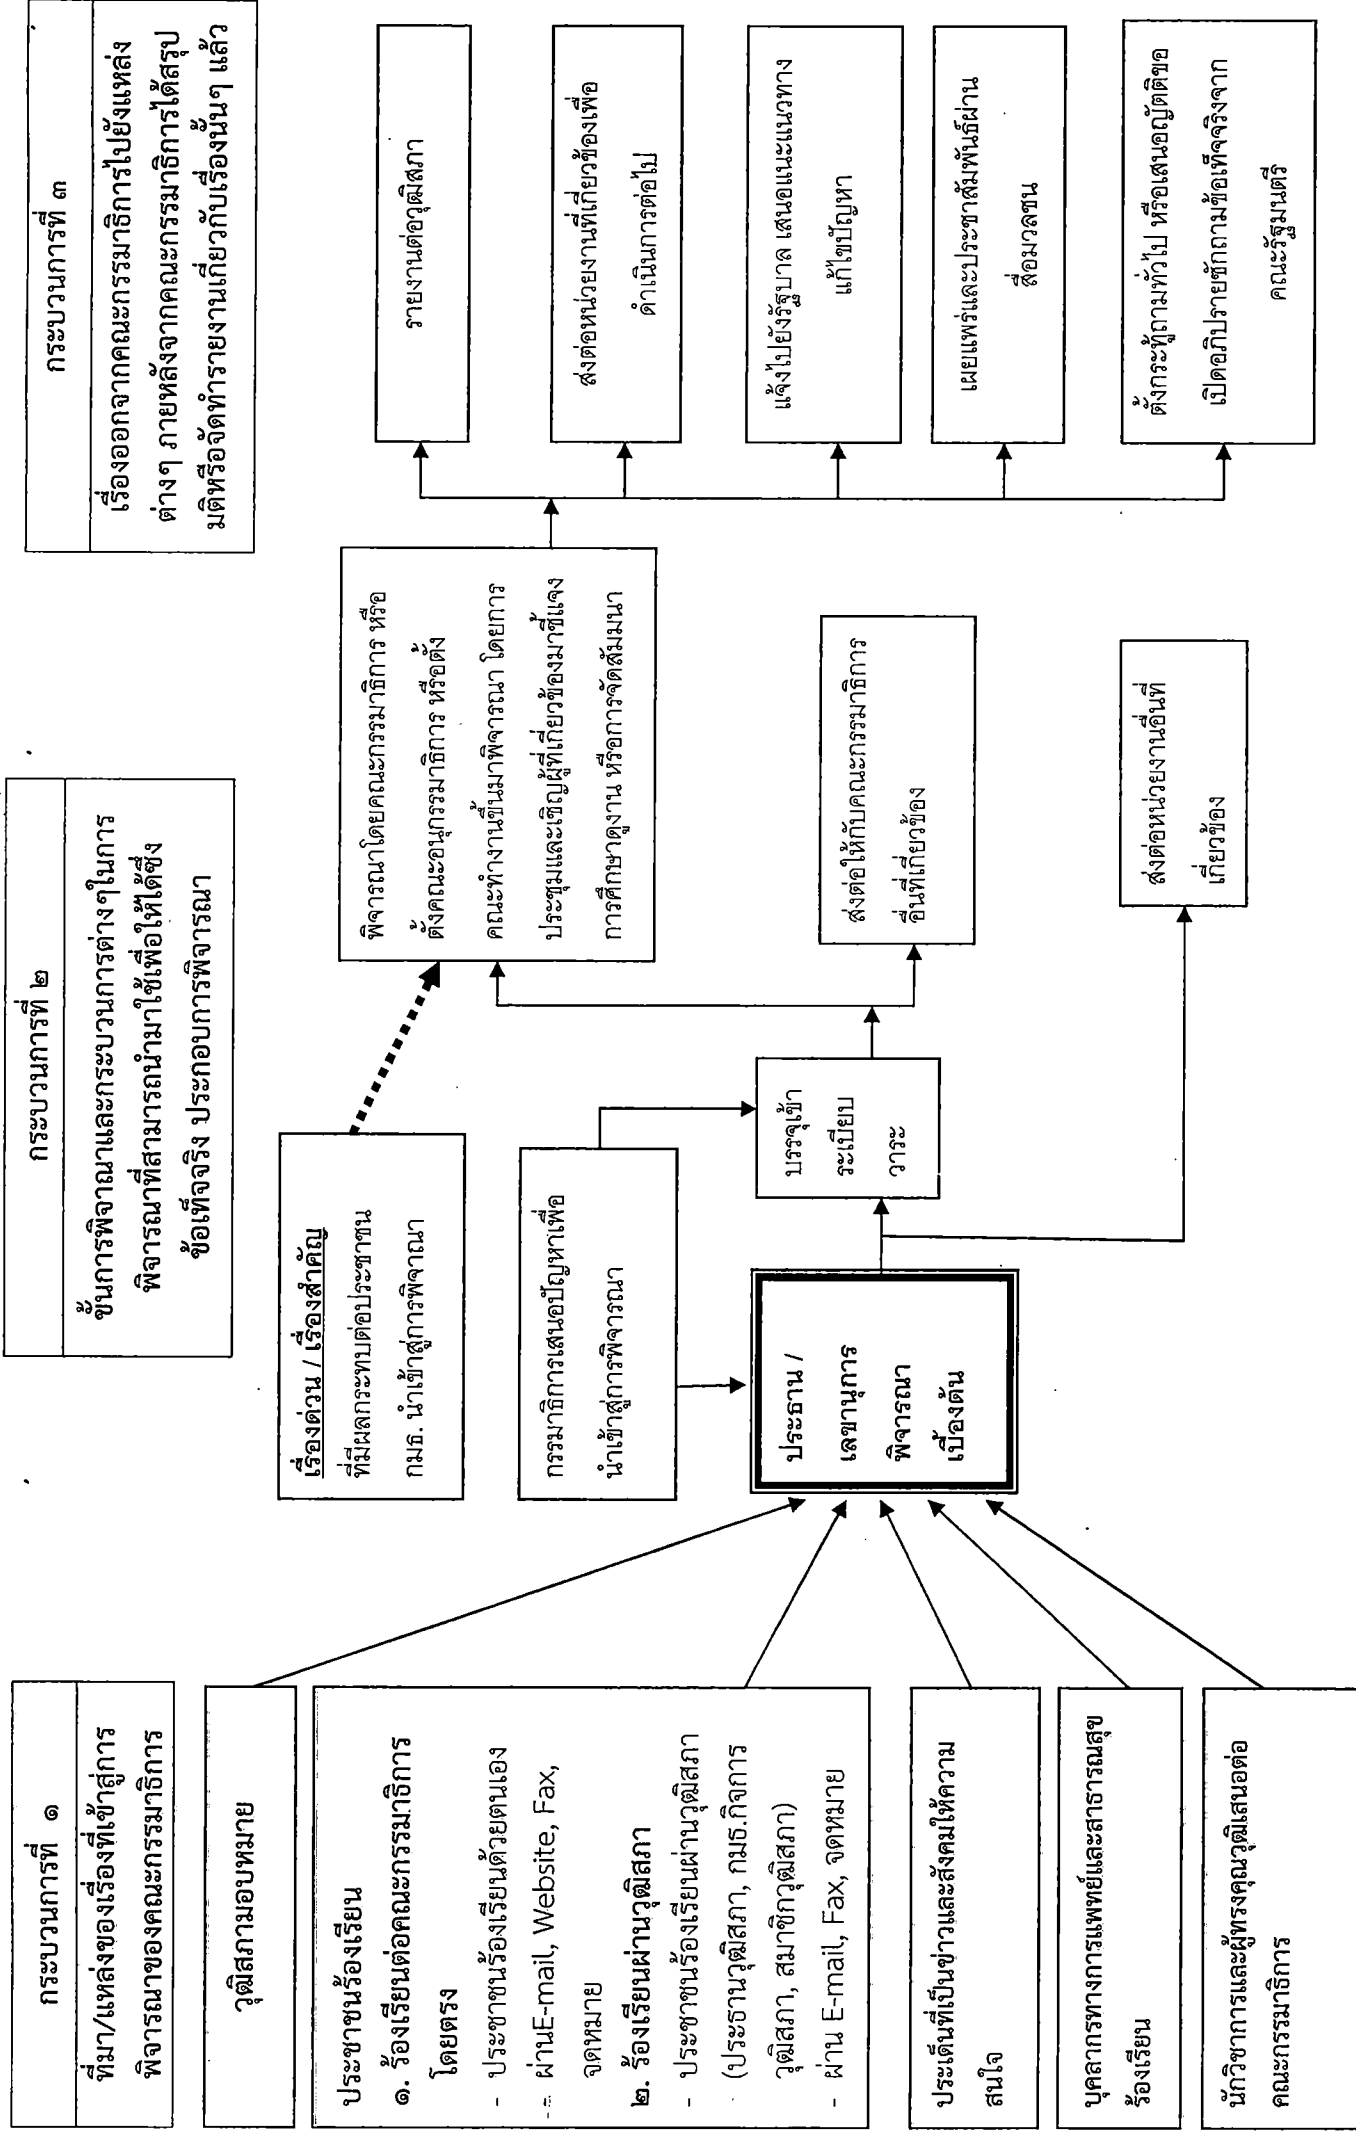 กระบวนการที่ ๑
ที่มา/แหล่งของเรื่องที่เข้าสู่การ
พิจารณาของคณะกรรมาธิการ
วุฒิสภามอบหมาย
ประชาชนร้องเรียน
๑. ร้องเรียนต่อคณะกรรมาธิการ
โดยตรง
- ประชาชนร้องเรียนด้วยตนเอง
- ผ่านE-mail, Website, Fax,
จดหมาย
๒. ร้องเรียนผ่านวุฒิสภา
- ประชาชนร้องเรียนผ่านวุฒิสภา
(ประธานวุฒิสภา, กมธ.กิจการ
วุฒิสภา, สมาชิกวุฒิสภา)
- ผ่าน E-mail, Fax, จดหมาย
ประเด็นที่เป็นข่าวและสังคมให้ความ
สนใจ
บุคลากรทางการแพทย์และสาธารณสุข
ร้องเรียน
นักวิชาการและผู้ทรงคุณวุฒิเสนอต่อ
คณะกรรมาธิการ
กระบวนการที่ ๒
ขั้นการพิจาณาและกระบวนการต่างๆในการ
พิจารณาที่สามารถนำมาใช้เพื่อให้ได้ซึ่ง
ข้อเท็จจริง ประกอบการพิจารณา
เรื่องด่วน / เรื่องสำคัญ
ที่มีผลกระทบต่อประชาชน
กมธ. นำเข้าสู่การพิจาณา
กรรมาธิการเสนอปัญหาเพื่อ
นำเข้าสู่การพิจารณา
ประธาน /
เลขานุการ
พิจารณา
เบื้องต้น
บรรจุเข้า
ระเบียบ
วาระ
พิจารณาโดยคณะกรรมาธิการ หรือ
ตั้งคณะอนุกรรมาธิการ หรือตั้ง
คณะทำงานขึ้นมาพิจารณา โดยการ
ประชุมและเชิญผู้ที่เกี่ยวข้องมาชี้แจง
การศึกษาดูงาน หรือการจัดสัมมนา
ส่งต่อให้กับคณะกรรมาธิการ
อื่นที่เกี่ยวข้อง
ส่งต่อหน่วยงานอื่นที่
เกี่ยวข้อง
กระบวนการที่ ๓
เรื่องออกจากคณะกรรมาธิการไปยังแหล่ง
ต่างๆ ภายหลังจากคณะกรรมาธิการได้สรุป
มติหรือจัดทำรายงานเกี่ยวกับเรื่องนั้นๆ แล้ว
รายงานต่อวุฒิสภา
ส่งต่อหน่วยงานที่เกี่ยวข้องเพื่อ
ดำเนินการต่อไป
แจ้งไปยังรัฐบาล เสนอแนะแนวทาง
แก้ไขปัญหา
เผยแพร่และประชาสัมพันธ์ผ่าน
สื่อมวลชน
ตั้งกระทู้ถามทั่วไป หรือเสนอญัตติขอ
เปิดอภิปรายซักถามข้อเท็จจริงจาก
คณะรัฐมนตรี